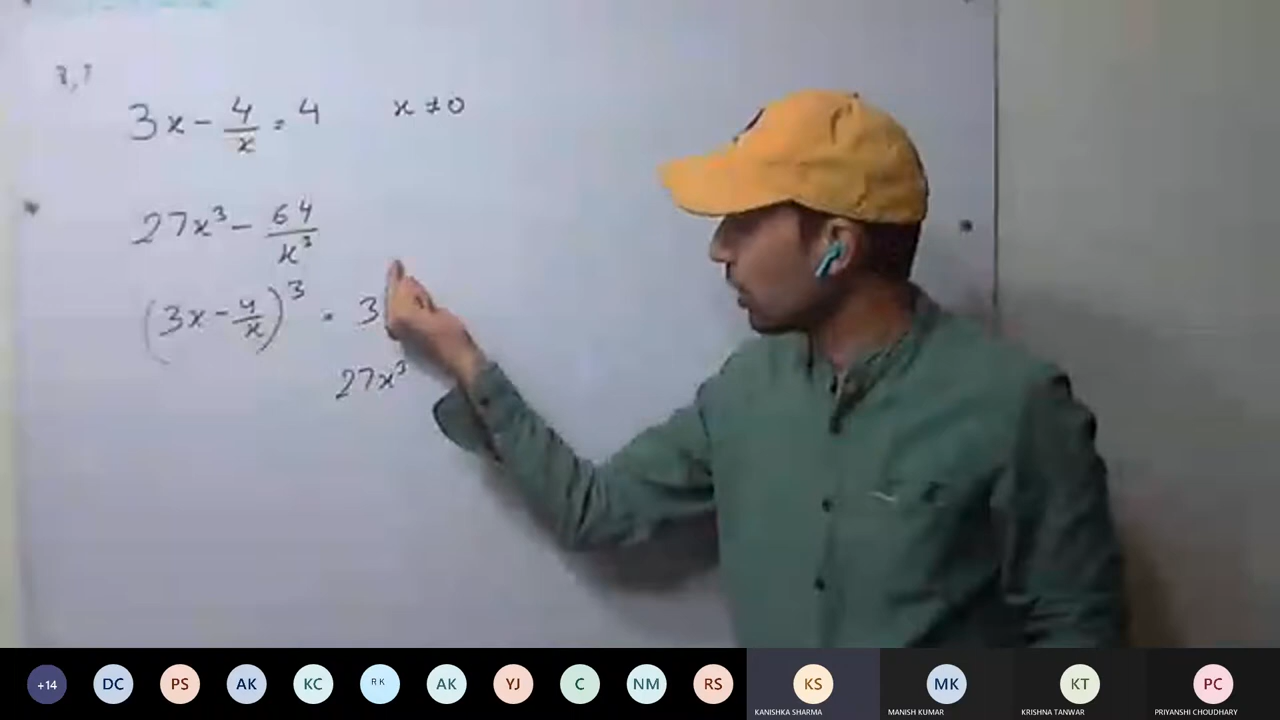 3x - 4/x = 4 x ≠ 0
27x³ - 64/x³
(3x - 4/x)³ = 3
27x³
+14 DC PS AK KC RK AK YJ C NM RS KS MK KT PC
KANISHKA SHARMA MANISH KUMAR KRISHNA TANWAR PRIYANSHI CHOUDHARY